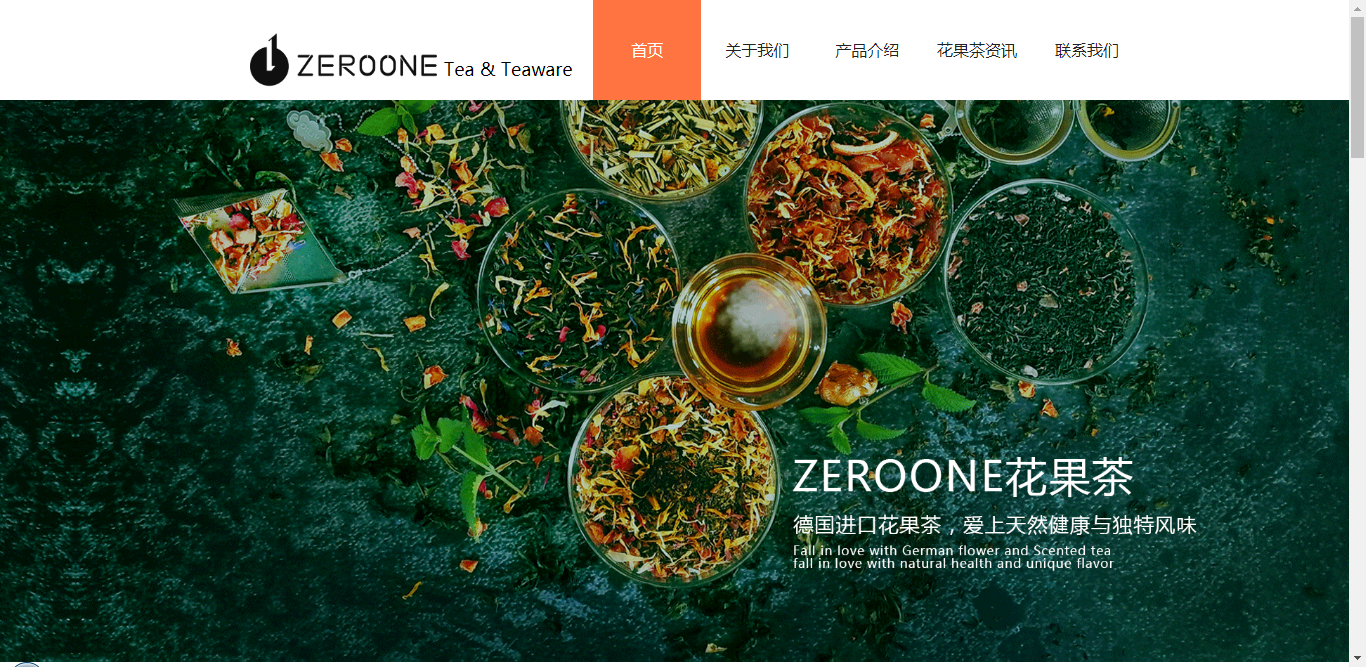 ZEROONE Tea & Teaware
首页 关于我们 产品介绍 花果茶资讯 联系我们
ZEROONE花果茶
德国进口花果茶，爱上天然健康与独特风味
Fall in love with German flower and Scented tea
fall in love with natural health and unique flavor